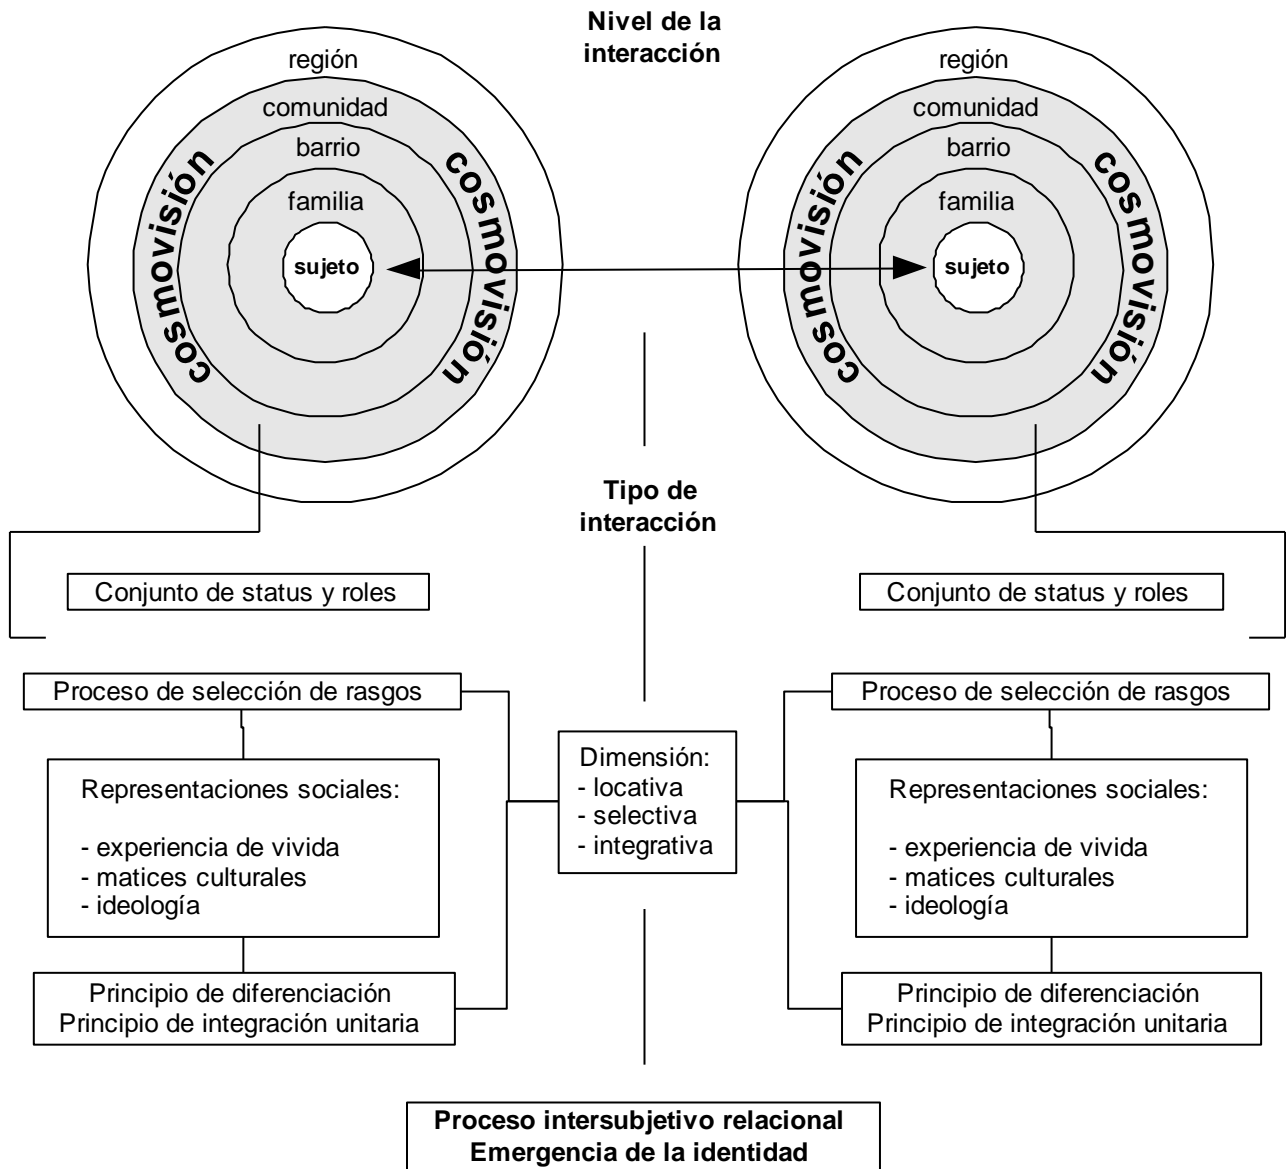 Nivel de la
interacción
región
comunidad
barrio
familia
sujeto
cosmovisión
cosmovisión
región
comunidad
barrio
familia
sujeto
cosmovisión
cosmovisión
Tipo de
interacción
Conjunto de status y roles
Conjunto de status y roles
Proceso de selección de rasgos
Representaciones sociales:
- experiencia de vivida
- matices culturales
- ideología
Principio de diferenciación
Principio de integración unitaria
Dimensión:
- locativa
- selectiva
- integrativa
Proceso de selección de rasgos
Representaciones sociales:
- experiencia de vivida
- matices culturales
- ideología
Principio de diferenciación
Principio de integración unitaria
Proceso intersubjetivo relacional
Emergencia de la identidad